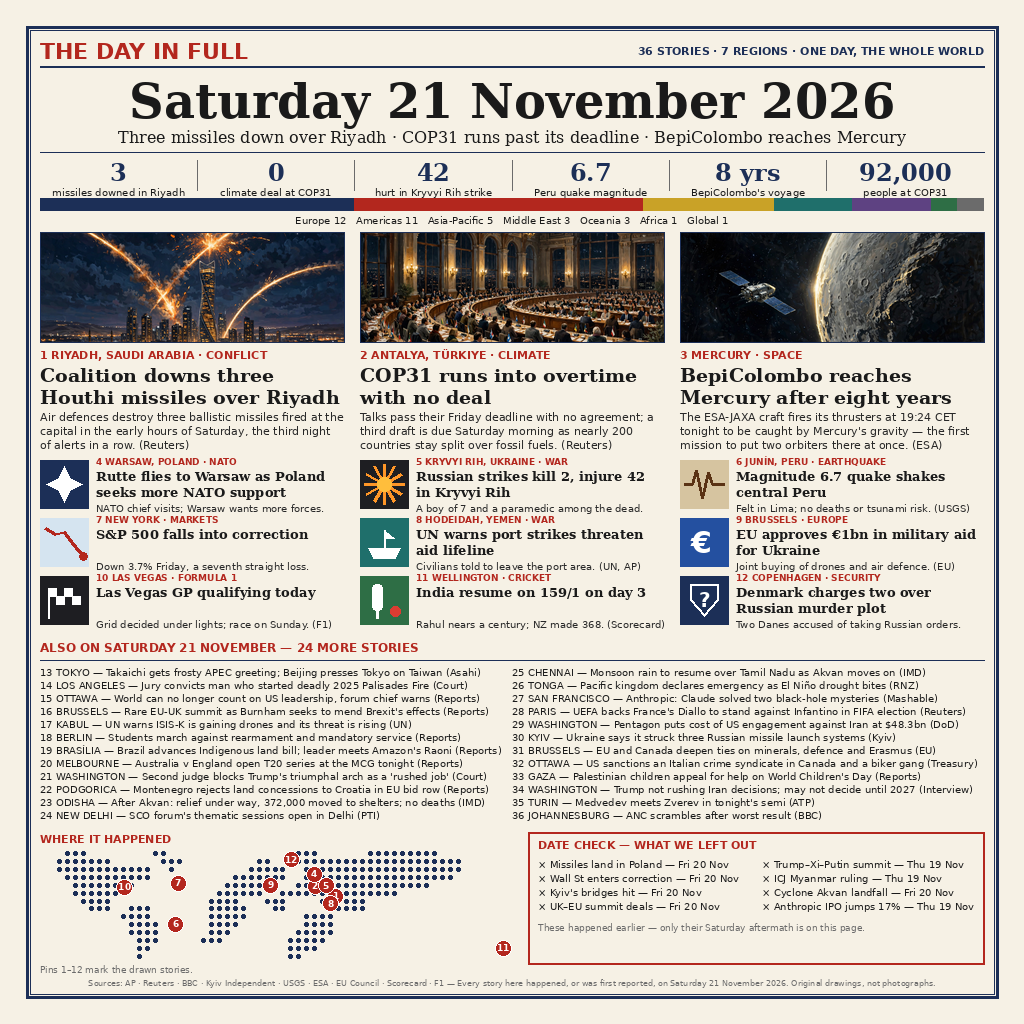 THE DAY IN FULL
36 STORIES · 7 REGIONS · ONE DAY, THE WHOLE WORLD
Saturday 21 November 2026
Three missiles down over Riyadh · COP31 runs past its deadline · BepiColombo reaches Mercury
3
missiles downed in Riyadh
0
climate deal at COP31
42
hurt in Kryvyi Rih strike
6.7
Peru quake magnitude
8 yrs
BepiColombo's voyage
92,000
people at COP31
Europe 12 Americas 11 Asia-Pacific 5 Middle East 3 Oceania 3 Africa 1 Global 1
1 RIYADH, SAUDI ARABIA · CONFLICT
Coalition downs three
Houthi missiles over Riyadh
Air defences destroy three ballistic missiles fired at the
capital in the early hours of Saturday, the third night
of alerts in a row. (Reuters)
2 ANTALYA, TÜRKIYE · CLIMATE
COP31 runs into overtime
with no deal
Talks pass their Friday deadline with no agreement; a
third draft is due Saturday morning as nearly 200
countries stay split over fossil fuels. (Reuters)
3 MERCURY · SPACE
BepiColombo reaches
Mercury after eight years
The ESA-JAXA craft fires its thrusters at 19:24 CET
tonight to be caught by Mercury's gravity — the first
mission to put two orbiters there at once. (ESA)
4 WARSAW, POLAND · NATO
Rutte flies to Warsaw as Poland
seeks more NATO support
NATO chief visits; Warsaw wants more forces.
5 KRYVYI RIH, UKRAINE · WAR
Russian strikes kill 2, injure 42
in Kryvyi Rih
A boy of 7 and a paramedic among the dead.
6 JUNÍN, PERU · EARTHQUAKE
Magnitude 6.7 quake shakes
central Peru
Felt in Lima; no deaths or tsunami risk. (USGS)
7 NEW YORK · MARKETS
S&P 500 falls into correction
Down 3.7% Friday, a seventh straight loss.
8 HODEIDAH, YEMEN · WAR
UN warns port strikes threaten
aid lifeline
Civilians told to leave the port area. (UN, AP)
9 BRUSSELS · EUROPE
€
EU approves €1bn in military aid
for Ukraine
Joint buying of drones and air defence. (EU)
10 LAS VEGAS · FORMULA 1
Las Vegas GP qualifying today
Grid decided under lights; race on Sunday. (F1)
11 WELLINGTON · CRICKET
India resume on 159/1 on day 3
Rahul nears a century; NZ made 368. (Scorecard)
12 COPENHAGEN · SECURITY
?
Denmark charges two over
Russian murder plot
Two Danes accused of taking Russian orders.
ALSO ON SATURDAY 21 NOVEMBER — 24 MORE STORIES
13 TOKYO — Takaichi gets frosty APEC greeting; Beijing presses Tokyo on Taiwan (Asahi)
14 LOS ANGELES — Jury convicts man who started deadly 2025 Palisades Fire (Court)
15 OTTAWA — World can no longer count on US leadership, forum chief warns (Reports)
16 BRUSSELS — Rare EU-UK summit as Burnham seeks to mend Brexit's effects (Reports)
17 KABUL — UN warns ISIS-K is gaining drones and its threat is rising (UN)
18 BERLIN — Students march against rearmament and mandatory service (Reports)
19 BRASÍLIA — Brazil advances Indigenous land bill; leader meets Amazon's Raoni (Reports)
20 MELBOURNE — Australia v England open T20 series at the MCG tonight (Reports)
21 WASHINGTON — Second judge blocks Trump's triumphal arch as a 'rushed job' (Court)
22 PODGORICA — Montenegro rejects land concessions to Croatia in EU bid row (Reports)
23 ODISHA — After Akvan: relief under way, 372,000 moved to shelters; no deaths (IMD)
24 NEW DELHI — SCO forum's thematic sessions open in Delhi (PTI)
25 CHENNAI — Monsoon rain to resume over Tamil Nadu as Akvan moves on (IMD)
26 TONGA — Pacific kingdom declares emergency as El Niño drought bites (RNZ)
27 SAN FRANCISCO — Anthropic: Claude solved two black-hole mysteries (Mashable)
28 PARIS — UEFA backs France's Diallo to stand against Infantino in FIFA election (Reuters)
29 WASHINGTON — Pentagon puts cost of US engagement against Iran at $48.3bn (DoD)
30 KYIV — Ukraine says it struck three Russian missile launch systems (Kyiv)
31 BRUSSELS — EU and Canada deepen ties on minerals, defence and Erasmus (EU)
32 OTTAWA — US sanctions an Italian crime syndicate in Canada and a biker gang (Treasury)
33 GAZA — Palestinian children appeal for help on World Children's Day (Reports)
34 WASHINGTON — Trump not rushing Iran decisions; may not decide until 2027 (Interview)
35 TURIN — Medvedev meets Zverev in tonight's semi (ATP)
36 JOHANNESBURG — ANC scrambles after worst result (BBC)
WHERE IT HAPPENED
12
4
10
7
9
2
5
8
6
11
Pins 1–12 mark the drawn stories.
DATE CHECK — WHAT WE LEFT OUT
× Missiles land in Poland — Fri 20 Nov
× Wall St enters correction — Fri 20 Nov
× Kyiv's bridges hit — Fri 20 Nov
× UK–EU summit deals — Fri 20 Nov
× Trump–Xi–Putin summit — Thu 19 Nov
× ICJ Myanmar ruling — Thu 19 Nov
× Cyclone Akvan landfall — Fri 20 Nov
× Anthropic IPO jumps 17% — Thu 19 Nov
These happened earlier — only their Saturday aftermath is on this page.
Sources: AP · Reuters · BBC · Kyiv Independent · USGS · ESA · EU Council · Scorecard · F1 — Every story here happened, or was first reported, on Saturday 21 November 2026. Original drawings, not photographs.